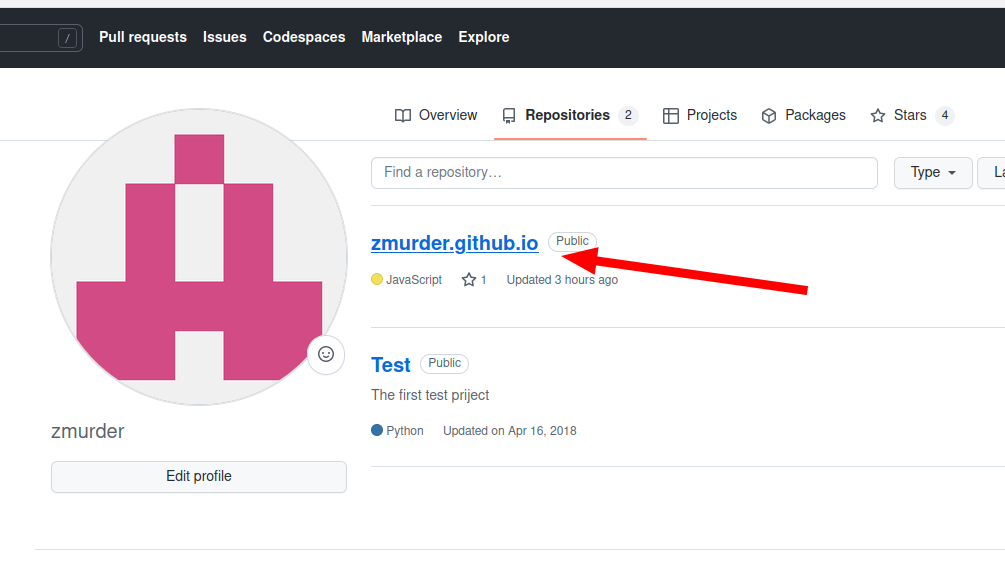 / Pull requests Issues Codespaces Marketplace Explore
Overview Repositories 2 Projects Packages Stars 4
Find a repository… Type La
zmurder.github.io Public
JavaScript 1 Updated 3 hours ago
Test Public
The first test priject
Python Updated on Apr 16, 2018
zmurder
Edit profile